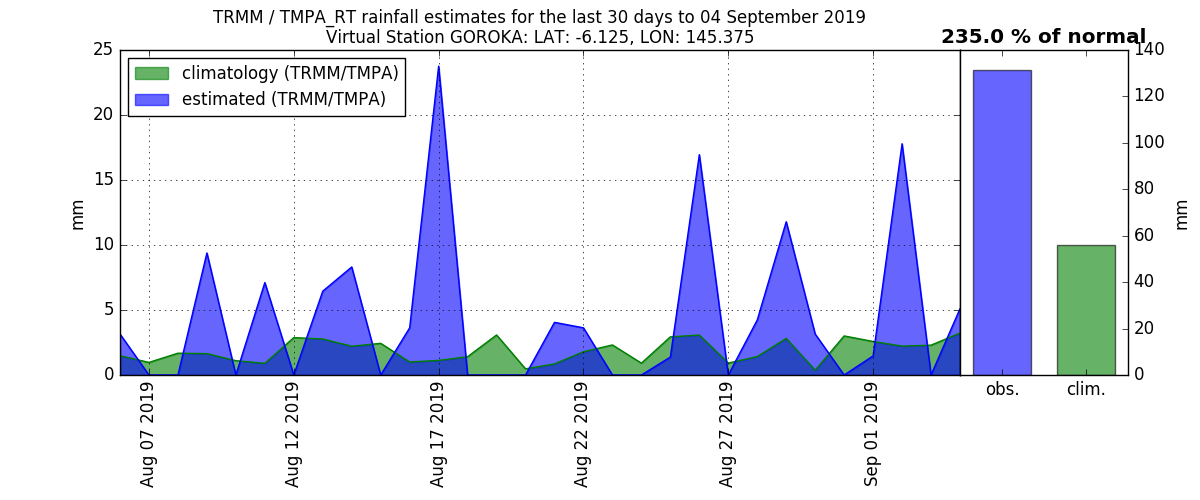 TRMM / TMPA_RT rainfall estimates for the last 30 days to 04 September 2019
Virtual Station GOROKA: LAT: -6.125, LON: 145.375
235.0 % of normal
climatology (TRMM/TMPA)
estimated (TRMM/TMPA)
25
20
15
10
5
0
mm
Aug 07 2019
Aug 12 2019
Aug 17 2019
Aug 22 2019
Aug 27 2019
Sep 01 2019
140
120
100
80
60
40
20
0
mm
obs.
clim.